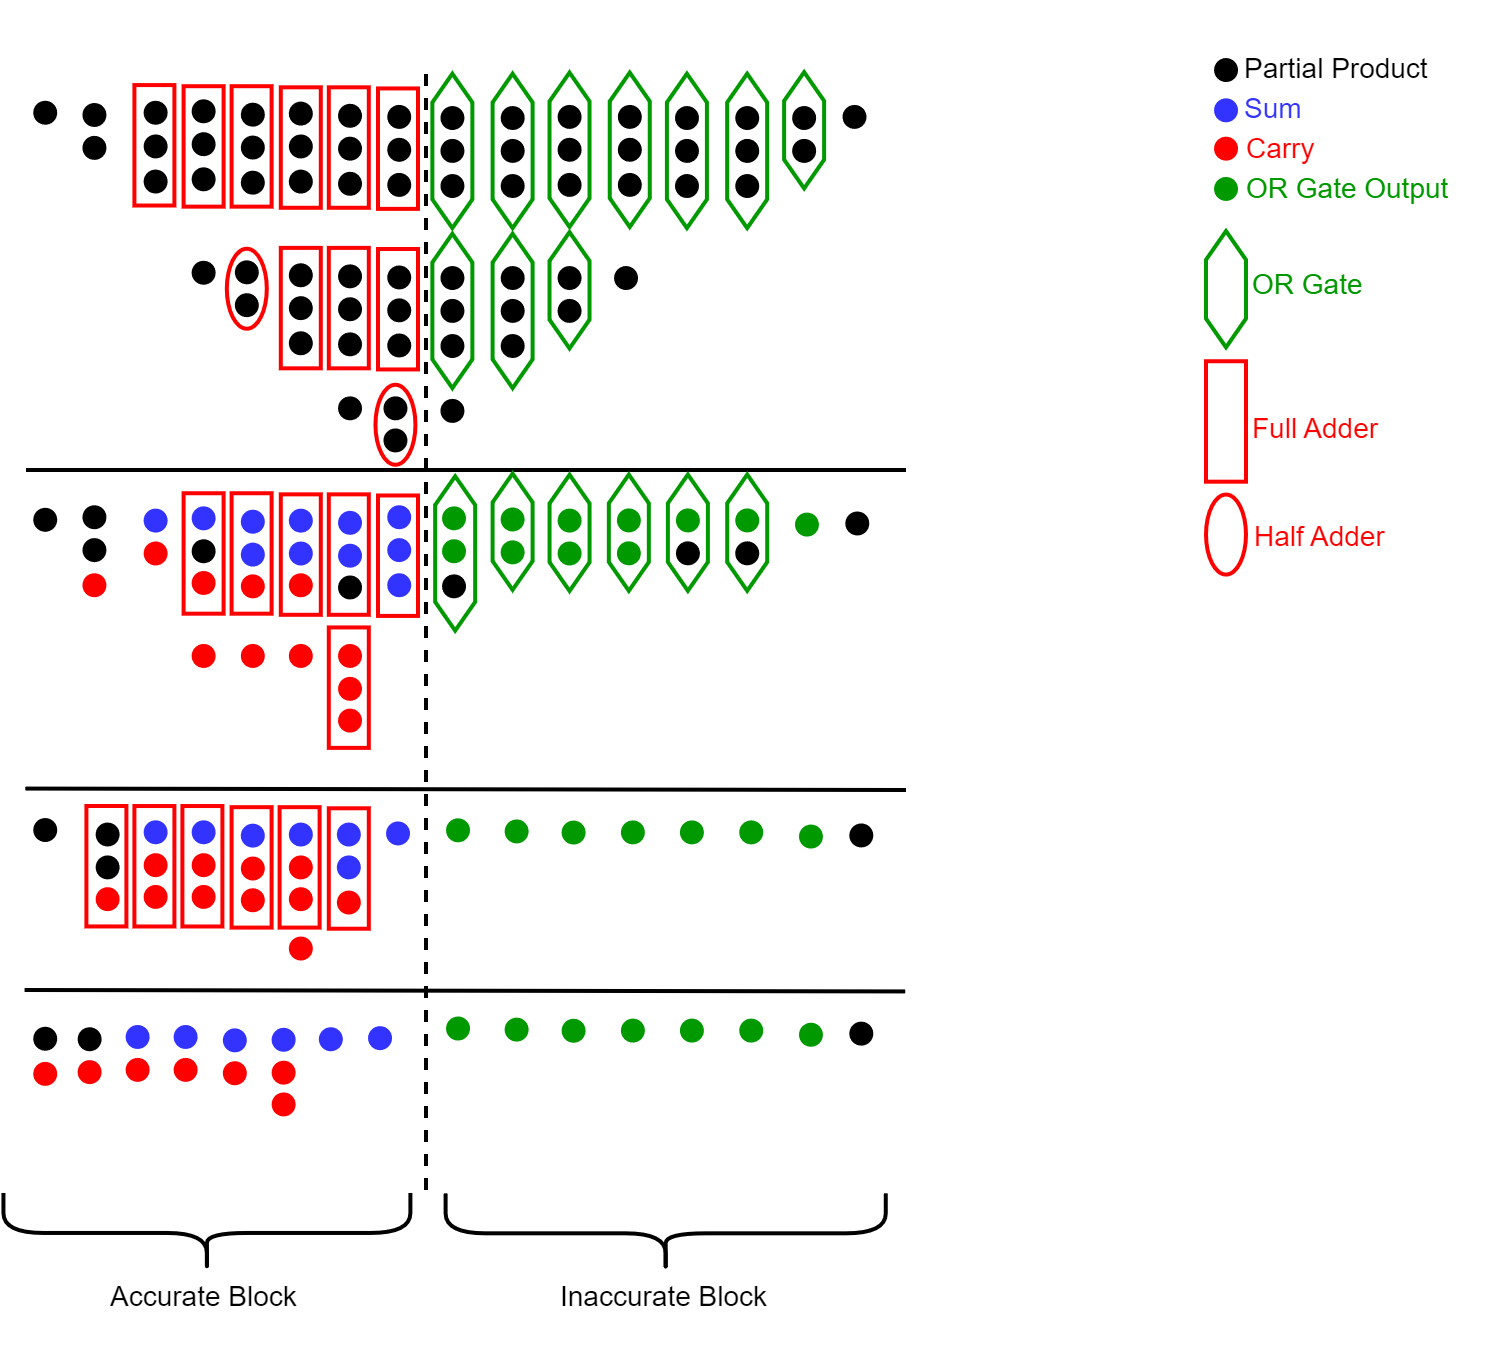 Partial Product
Sum
Carry
OR Gate Output
OR Gate
Full Adder
Half Adder
Accurate Block
Inaccurate Block